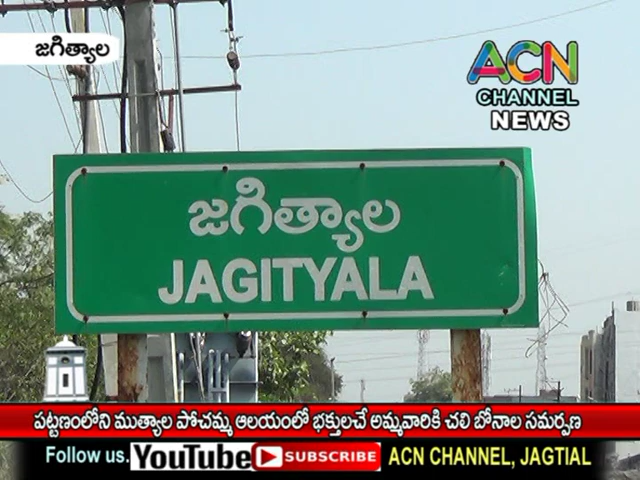 జగిత్యాల
ACN
CHANNEL
NEWS
జగిత్యాల
JAGITYALA
పట్టణంలోని ముత్యాల పోచమ్మ ఆలయంలో భక్తులచే అమ్మవారికి చలి బోనాల సమర్పణ
Follow us. YouTube SUBSCRIBE ACN CHANNEL, JAGTIAL